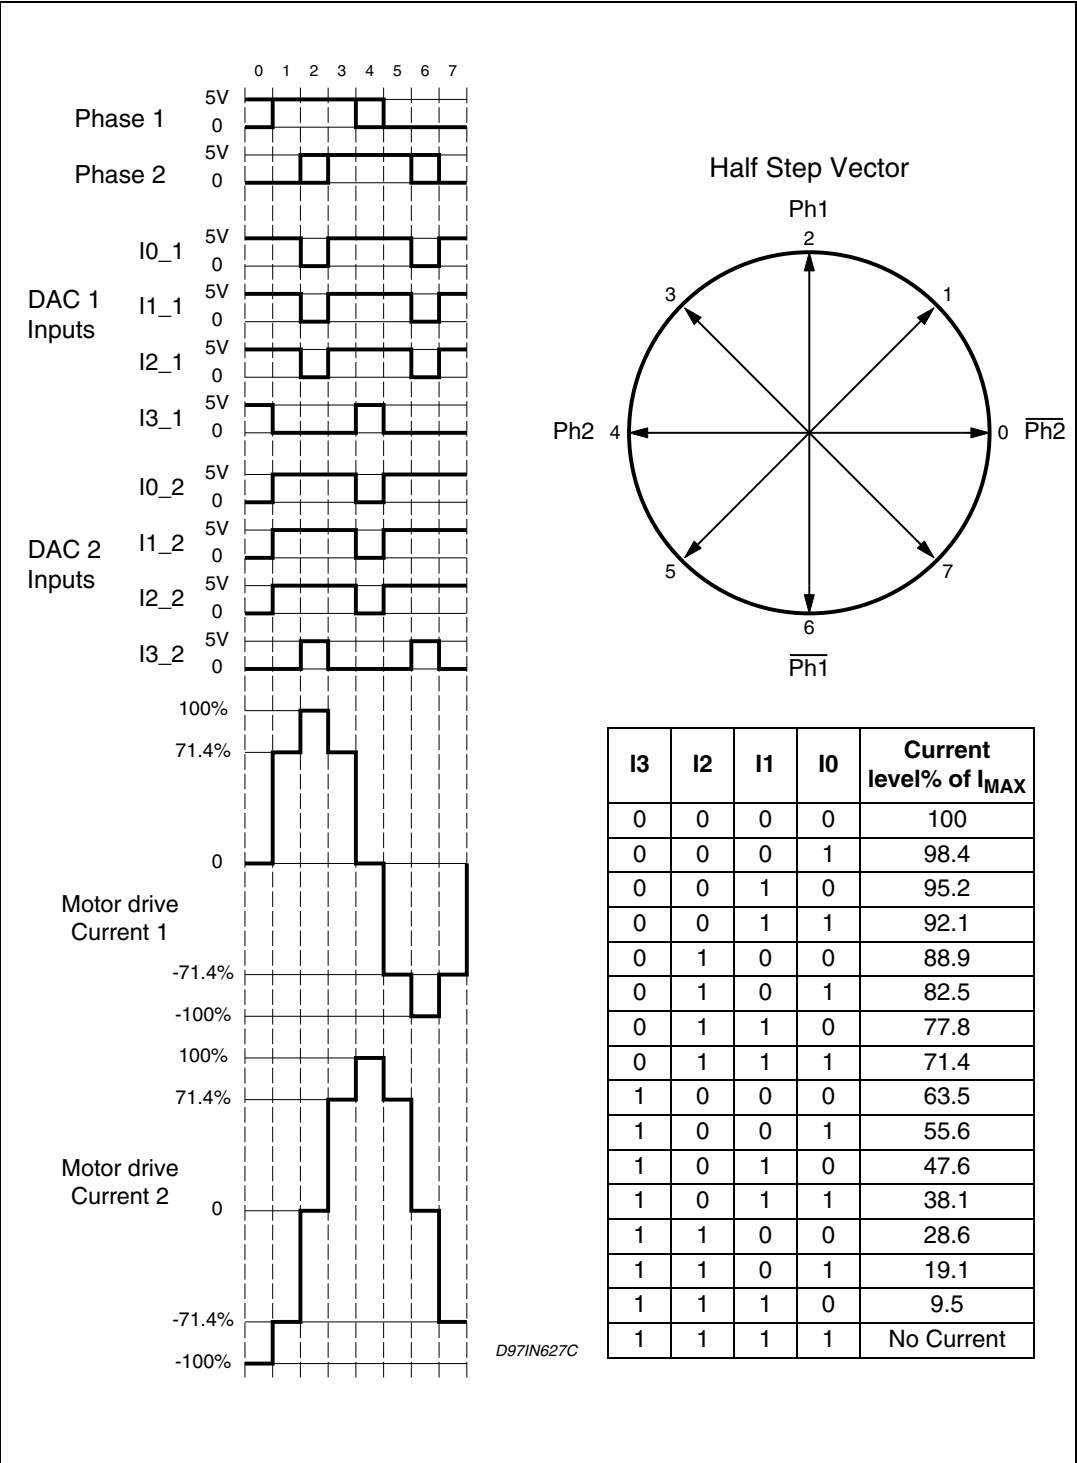 0 1 2 3 4 5 6 7
Phase 1
5V
0
Phase 2
5V
0
DAC 1
Inputs
I0_1
5V
0
I1_1
5V
0
I2_1
5V
0
I3_1
5V
0
DAC 2
Inputs
I0_2
5V
0
I1_2
5V
0
I2_2
5V
0
I3_2
5V
0
Motor drive
Current 1
100%
71.4%
0
-71.4%
-100%
Motor drive
Current 2
100%
71.4%
0
-71.4%
-100%
D97IN627C
Half Step Vector
Ph1
2
3
1
Ph2 4
0 P̅h̅2̅
5
7
6
P̅h̅1̅
I3 I2 I1 I0 Current level% of IMAX
0 0 0 0 100
0 0 0 1 98.4
0 0 1 0 95.2
0 0 1 1 92.1
0 1 0 0 88.9
0 1 0 1 82.5
0 1 1 0 77.8
0 1 1 1 71.4
1 0 0 0 63.5
1 0 0 1 55.6
1 0 1 0 47.6
1 0 1 1 38.1
1 1 0 0 28.6
1 1 0 1 19.1
1 1 1 0 9.5
1 1 1 1 No Current